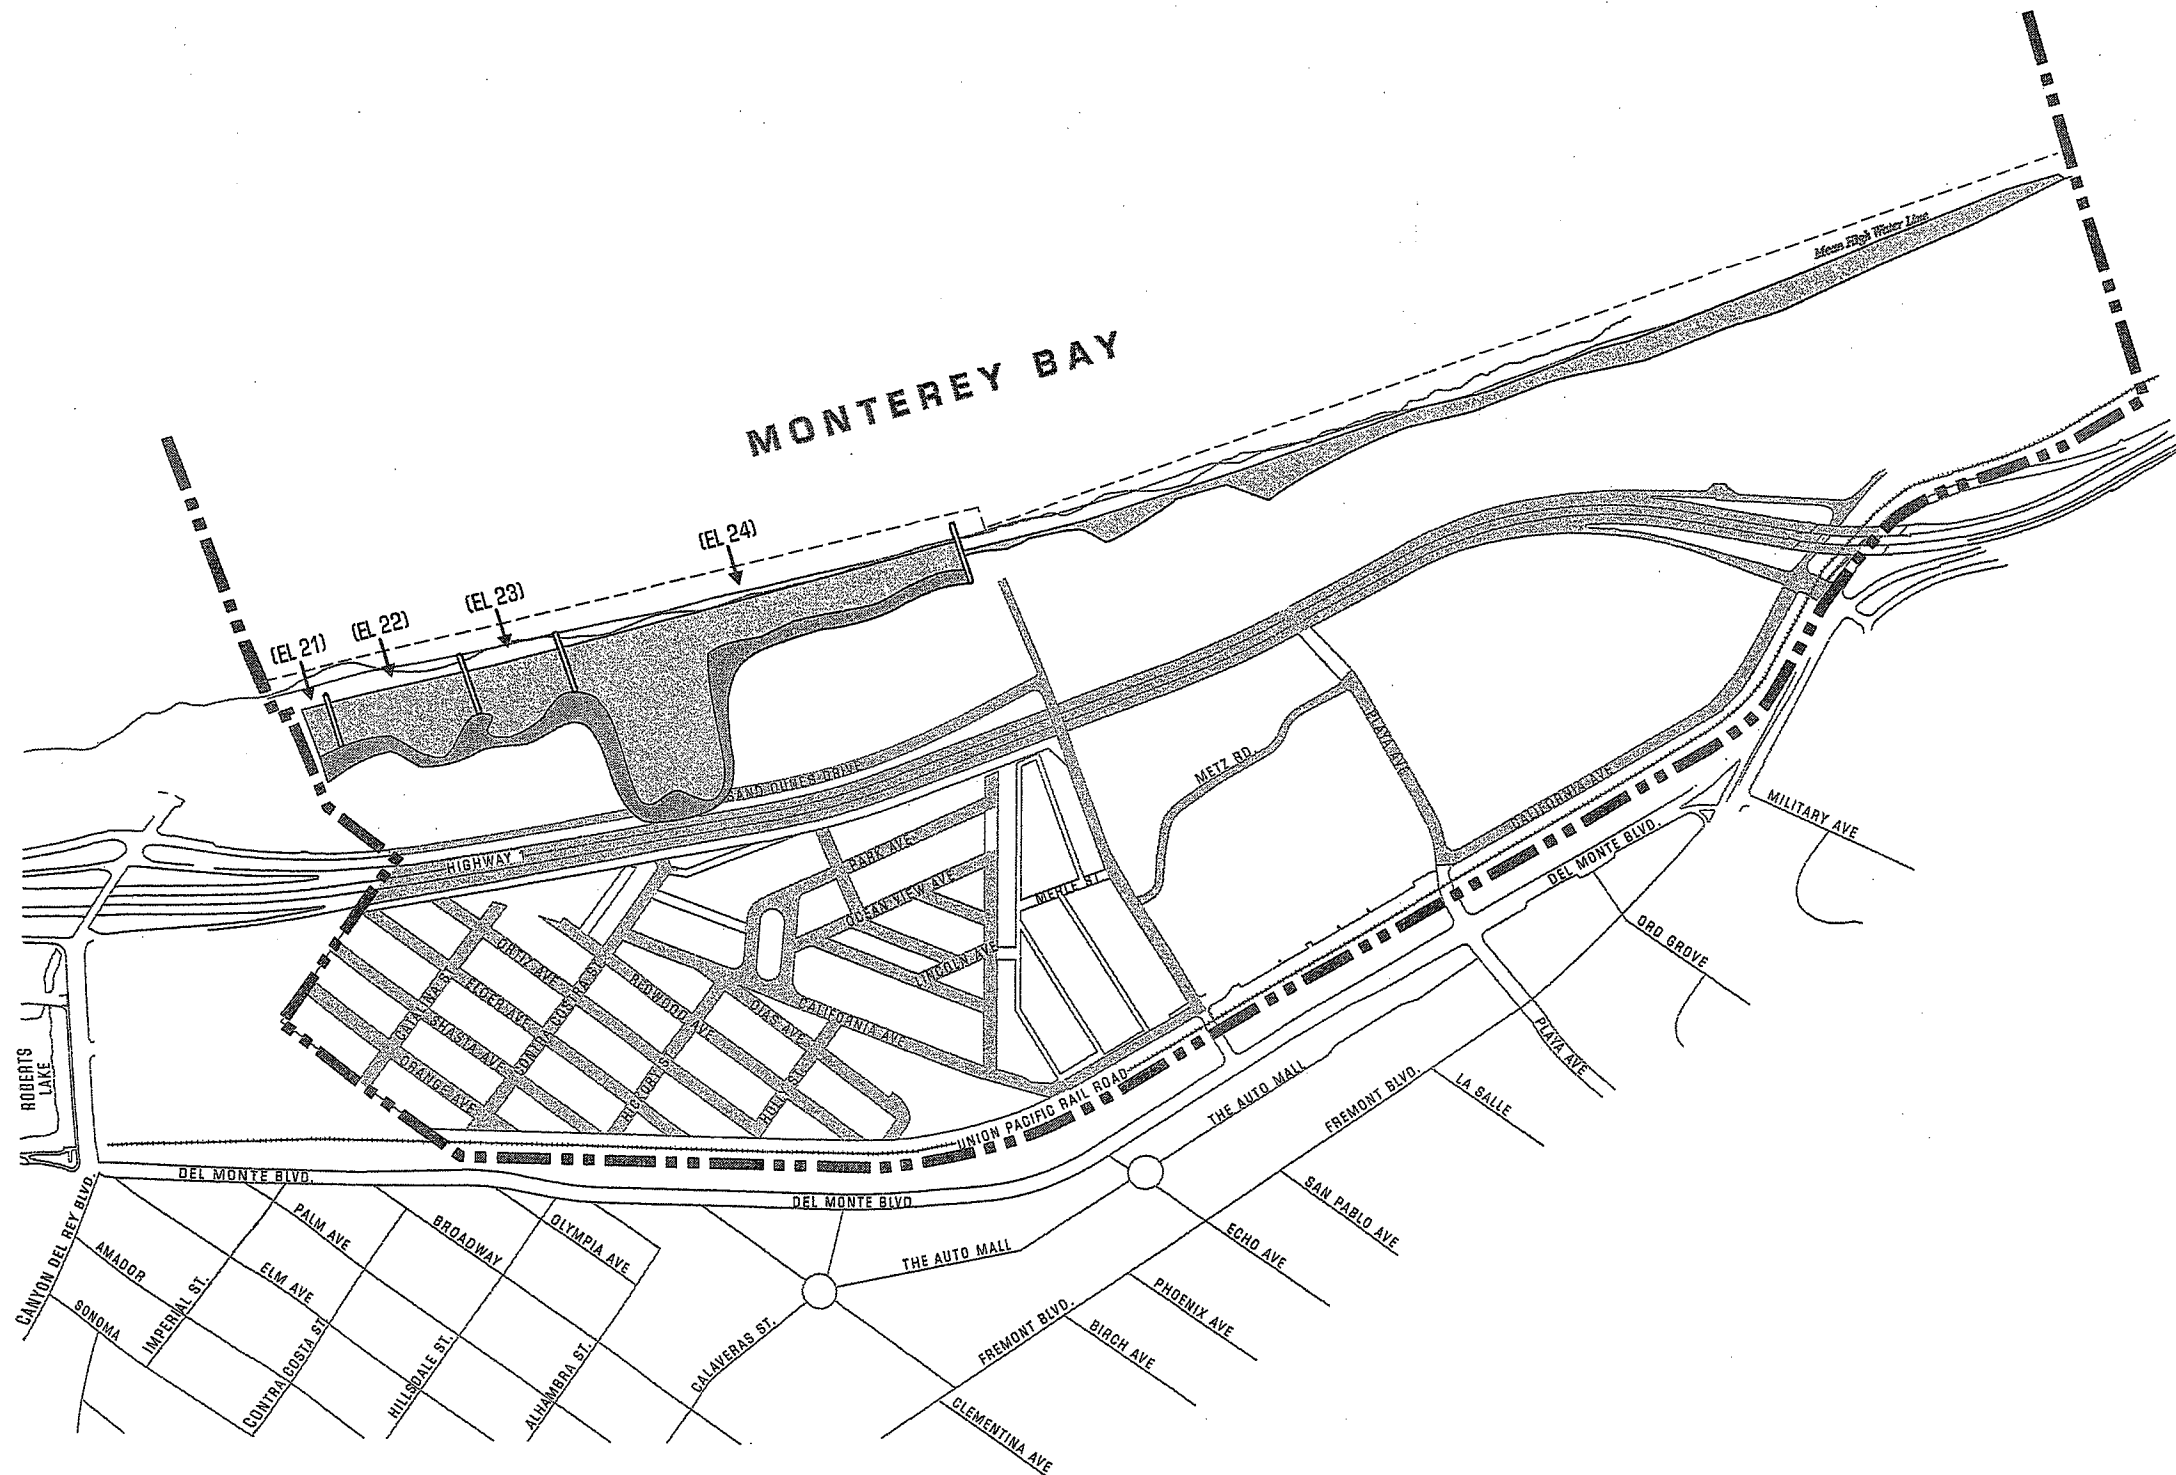 MONTEREY BAY
Mean High Water Line
(EL 24)
(EL 23)
(EL 22)
(EL 21)
SAND DUNES DRIVE
HIGHWAY 1
METZ RD.
PLAYA AVE
CALIFORNIA AVE
MILITARY AVE
DEL MONTE BLVD.
ORD GROVE
PARK AVE
OCEAN VIEW AVE
MERLE ST.
LINCOLN AVE
ORTIZ AVE
ELDER AVE
REDWOOD AVE
DIAS AVE
CALIFORNIA AVE
SHASTA AVE
ORANGE AVE
HICKORY ST.
HOLLY ST.
ROBERTS
LAKE
UNION PACIFIC RAIL ROAD
THE AUTO MALL
FREMONT BLVD.
LA SALLE
PLAYA AVE
DEL MONTE BLVD.
DEL MONTE BLVD.
CANYON DEL REY BLVD.
PALM AVE
BROADWAY
OLYMPIA AVE
AMADOR
ELM AVE
SONOMA
IMPERIAL ST.
CONTRA COSTA ST.
HILLSDALE ST.
ALHAMBRA ST.
CALAVERAS ST.
THE AUTO MALL
ECHO AVE
SAN PABLO AVE
PHOENIX AVE
FREMONT BLVD.
BIRCH AVE
CLEMENTINA AVE